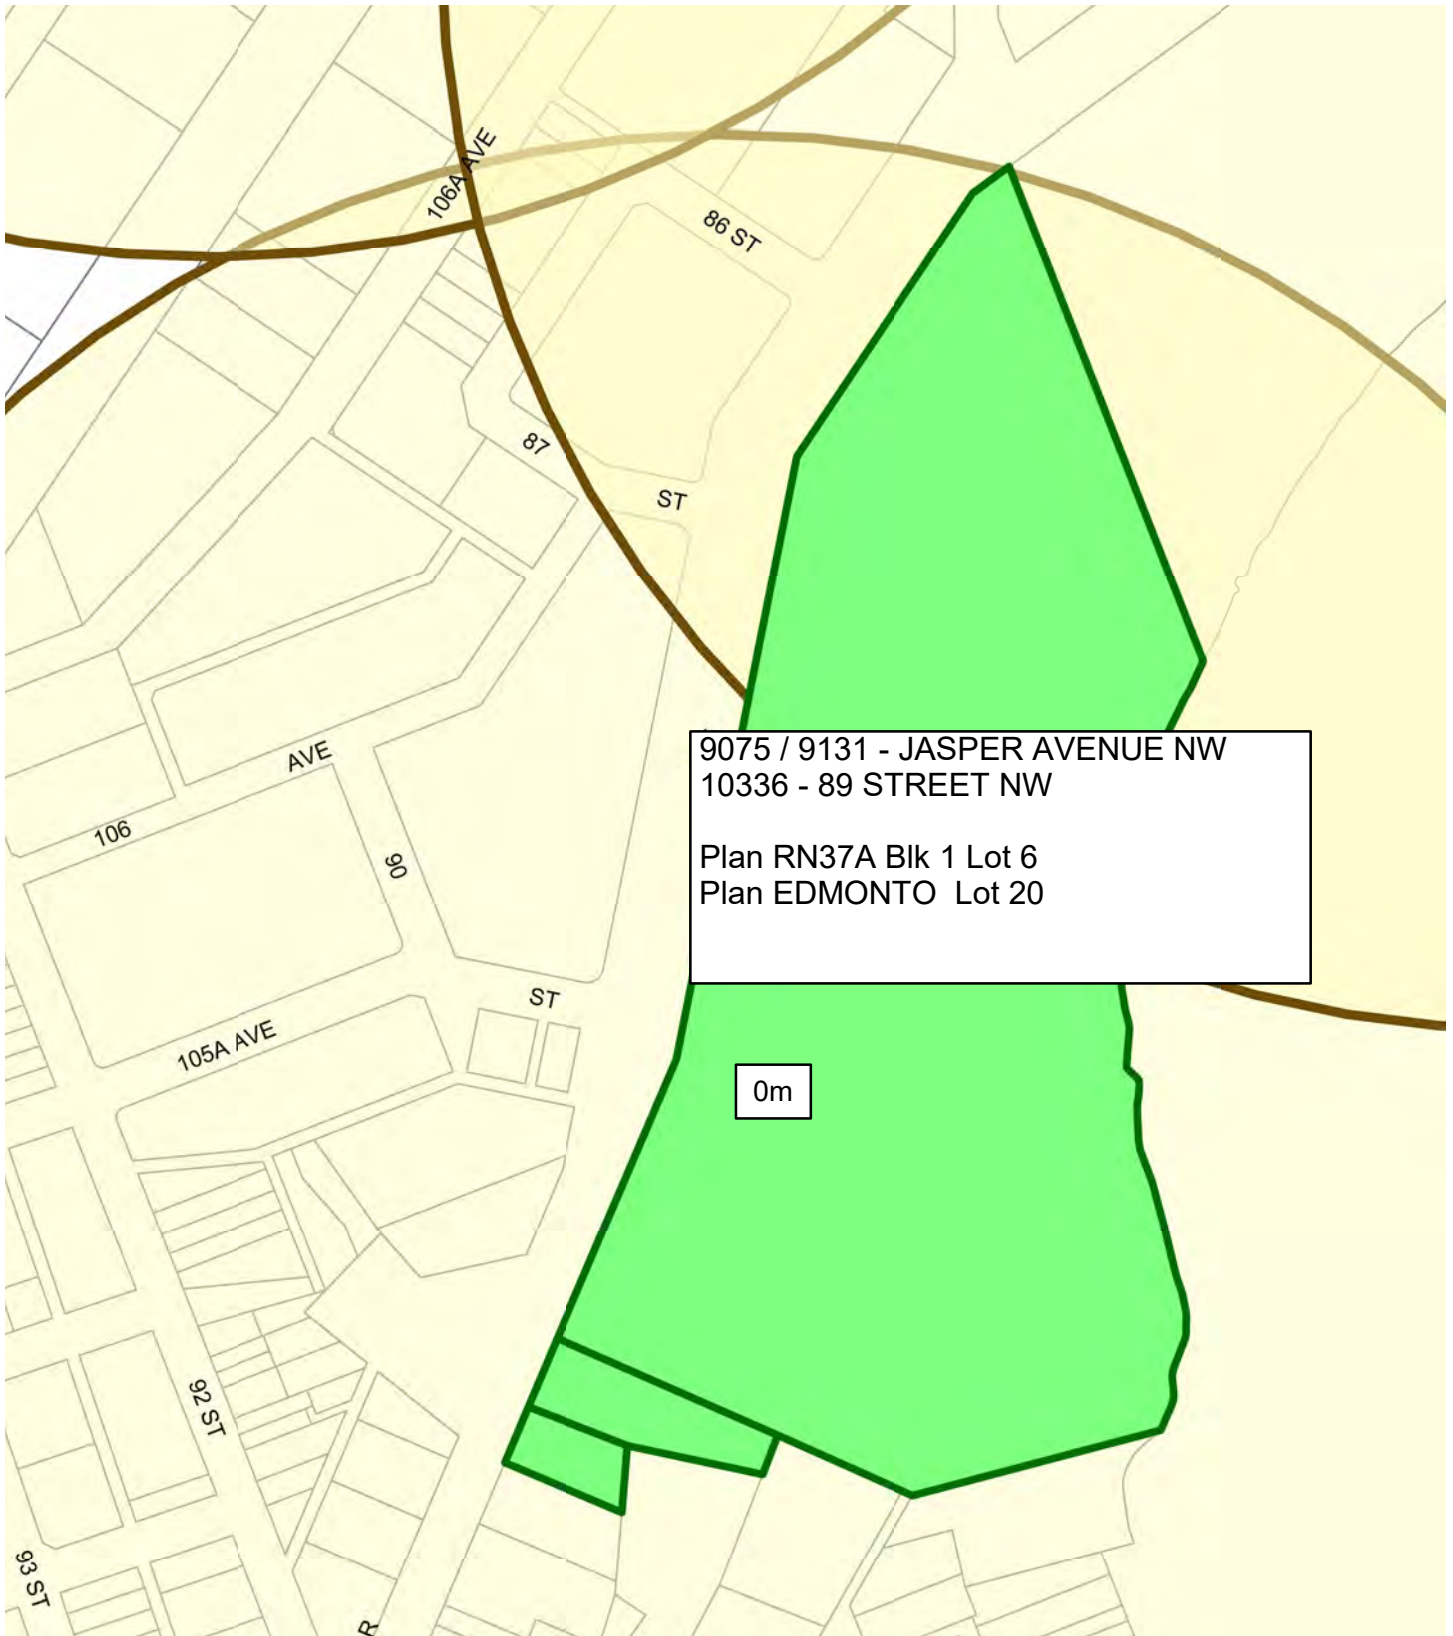 106A AVE
86 ST
87
ST
9075 / 9131 - JASPER AVENUE NW
10336 - 89 STREET NW
Plan RN37A Blk 1 Lot 6
Plan EDMONTO  Lot 20
AVE
106
90
ST
105A AVE
0m
92 ST
93 ST
R